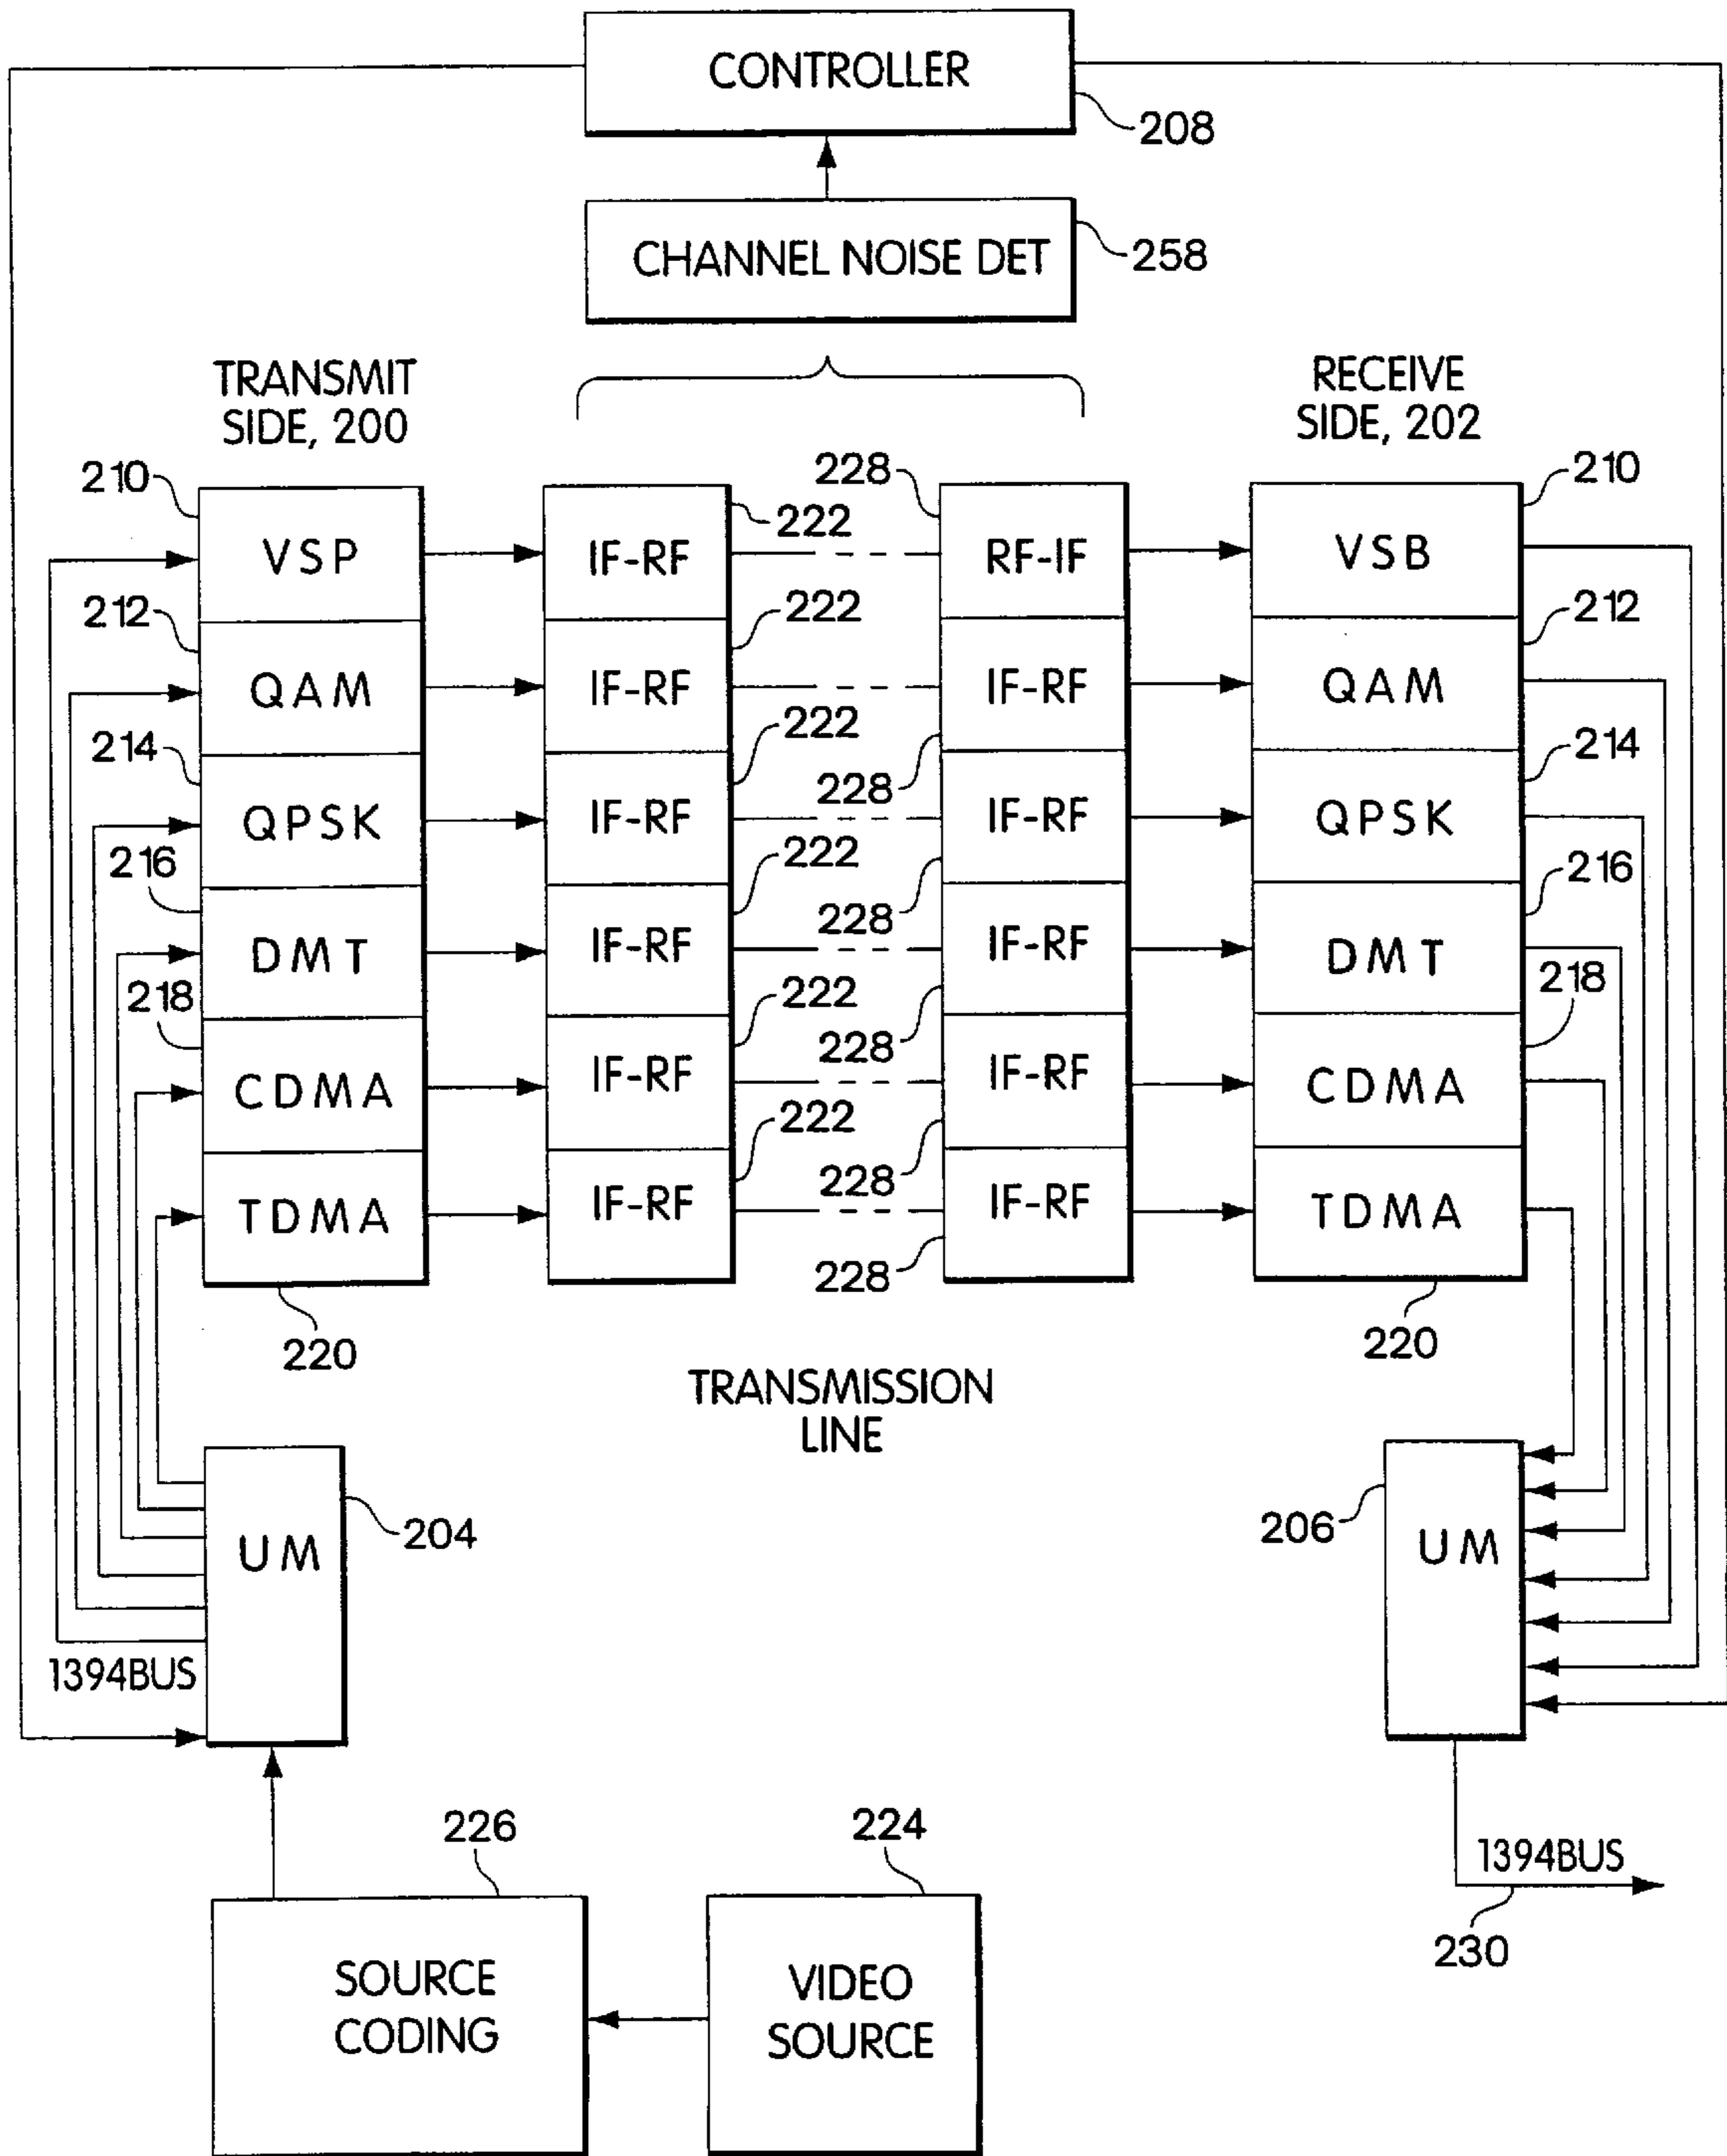 CONTROLLER
208
CHANNEL NOISE DET
258
TRANSMIT
SIDE, 200
RECEIVE
SIDE, 202
210
222
228
210
VSP
IF-RF
RF-IF
VSB
212
222
212
QAM
IF-RF
IF-RF
QAM
214
222
228
214
QPSK
IF-RF
IF-RF
QPSK
216
222
228
216
DMT
IF-RF
IF-RF
DMT
218
222
228
218
CDMA
IF-RF
IF-RF
CDMA
222
228
TDMA
IF-RF
IF-RF
TDMA
228
220
220
TRANSMISSION
LINE
UM
204
206
UM
1394BUS
226
224
1394BUS
230
SOURCE
CODING
VIDEO
SOURCE